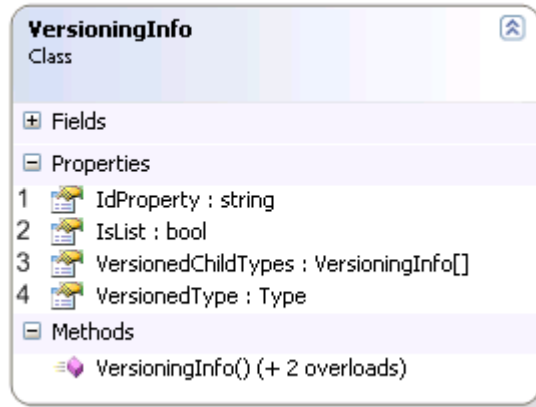 VersioningInfo
Class
Fields
Properties
1 IdProperty : string
2 IsList : bool
3 VersionedChildTypes : VersioningInfo[]
4 VersionedType : Type
Methods
VersioningInfo() (+ 2 overloads)